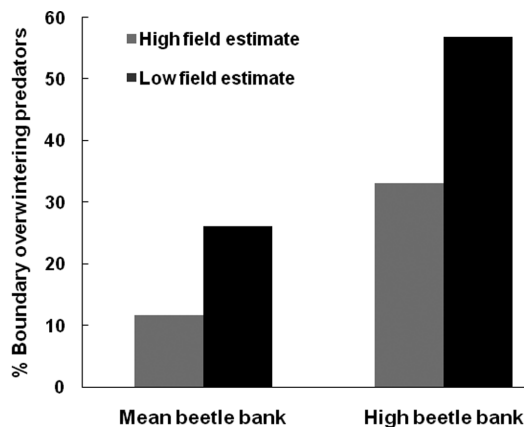 % Boundary overwintering predators
60
50
40
30
20
10
0
High field estimate
Low field estimate
Mean beetle bank
High beetle bank